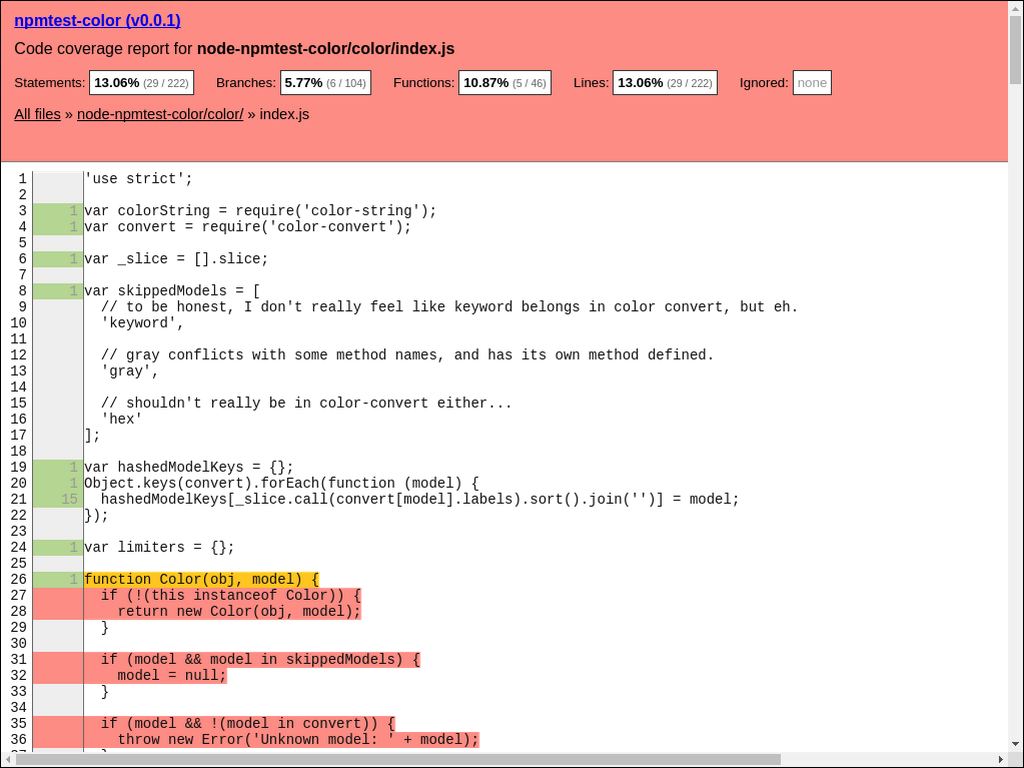 npmtest-color (v0.0.1)
Code coverage report for node-npmtest-color/color/index.js
Statements: 13.06% (29 / 222) Branches: 5.77% (6 / 104) Functions: 10.87% (5 / 46) Lines: 13.06% (29 / 222) Ignored: none
All files » node-npmtest-color/color/ » index.js
1 'use strict';
2
3 1 var colorString = require('color-string');
4 1 var convert = require('color-convert');
5
6 1 var _slice = [].slice;
7
8 1 var skippedModels = [
9 // to be honest, I don't really feel like keyword belongs in color convert, but eh.
10 'keyword',
11
12 // gray conflicts with some method names, and has its own method defined.
13 'gray',
14
15 // shouldn't really be in color-convert either...
16 'hex'
17 ];
18
19 1 var hashedModelKeys = {};
20 1 Object.keys(convert).forEach(function (model) {
21 15 hashedModelKeys[_slice.call(convert[model].labels).sort().join('')] = model;
22 });
23
24 1 var limiters = {};
25
26 1 function Color(obj, model) {
27 if (!(this instanceof Color)) {
28 return new Color(obj, model);
29 }
30
31 if (model && model in skippedModels) {
32 model = null;
33 }
34
35 if (model && !(model in convert)) {
36 throw new Error('Unknown model: ' + model);